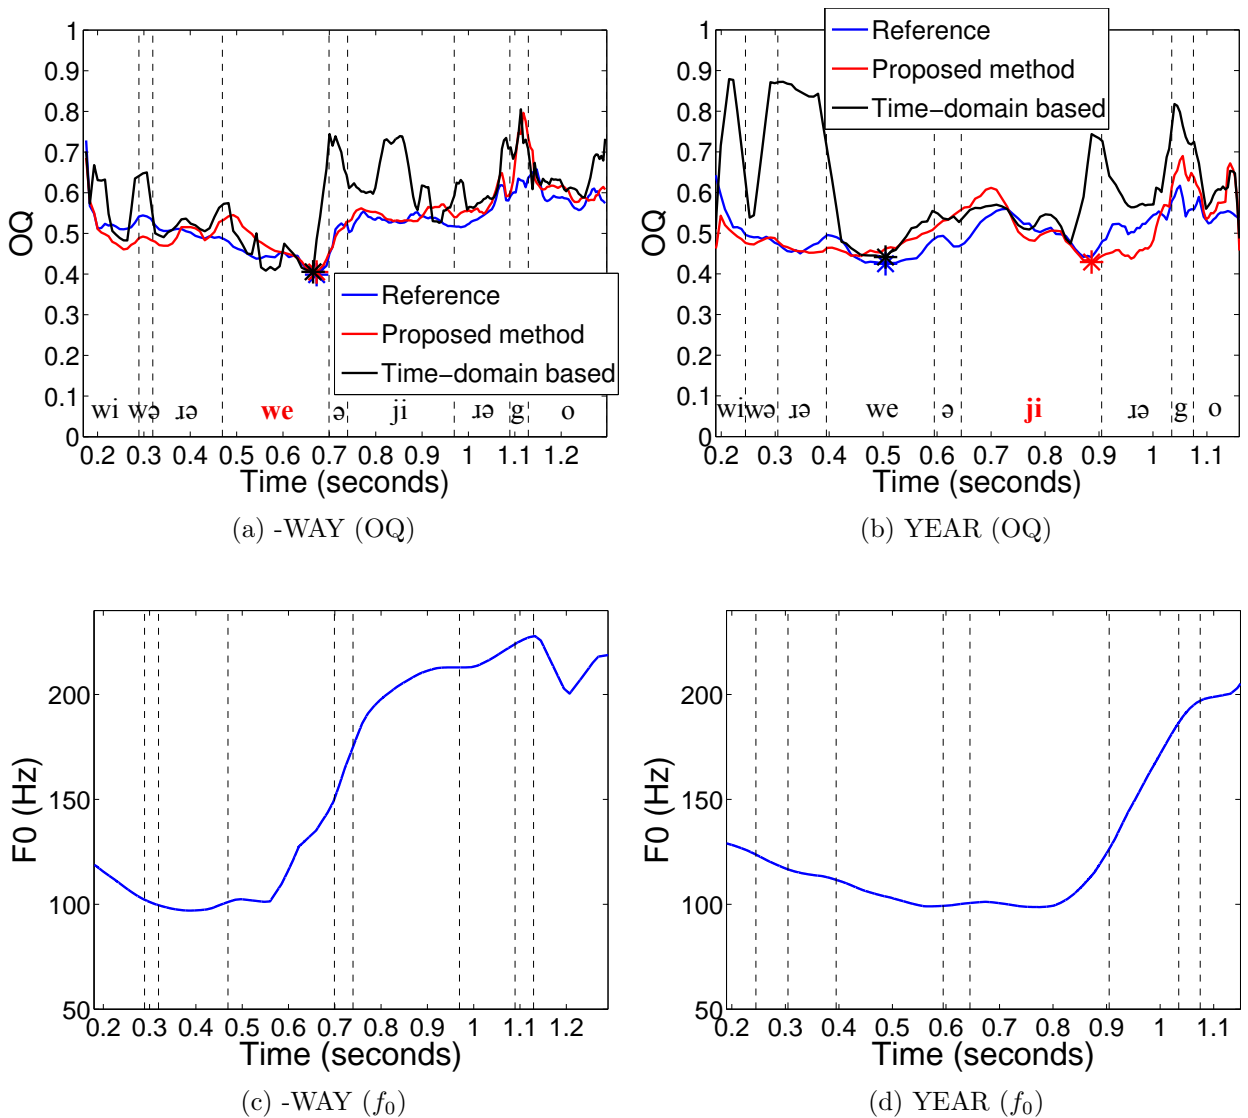 1
0.9
0.8
0.7
0.6
0.5
0.4
0.3
0.2
0.1
0
OQ
Reference
Proposed method
Time-domain based
wi wə ɹə we ə ji ɹə g o
0.2 0.3 0.4 0.5 0.6 0.7 0.8 0.9 1 1.1 1.2
Time (seconds)
(a) -WAY (OQ)
1
0.9
0.8
0.7
0.6
0.5
0.4
0.3
0.2
0.1
0
OQ
Reference
Proposed method
Time-domain based
wi wə ɹə we ə ji ɹə g o
0.2 0.3 0.4 0.5 0.6 0.7 0.8 0.9 1 1.1
Time (seconds)
(b) YEAR (OQ)
200
150
100
50
F0 (Hz)
0.2 0.3 0.4 0.5 0.6 0.7 0.8 0.9 1 1.1 1.2
Time (seconds)
(c) -WAY (f₀)
200
150
100
50
F0 (Hz)
0.2 0.3 0.4 0.5 0.6 0.7 0.8 0.9 1 1.1
Time (seconds)
(d) YEAR (f₀)